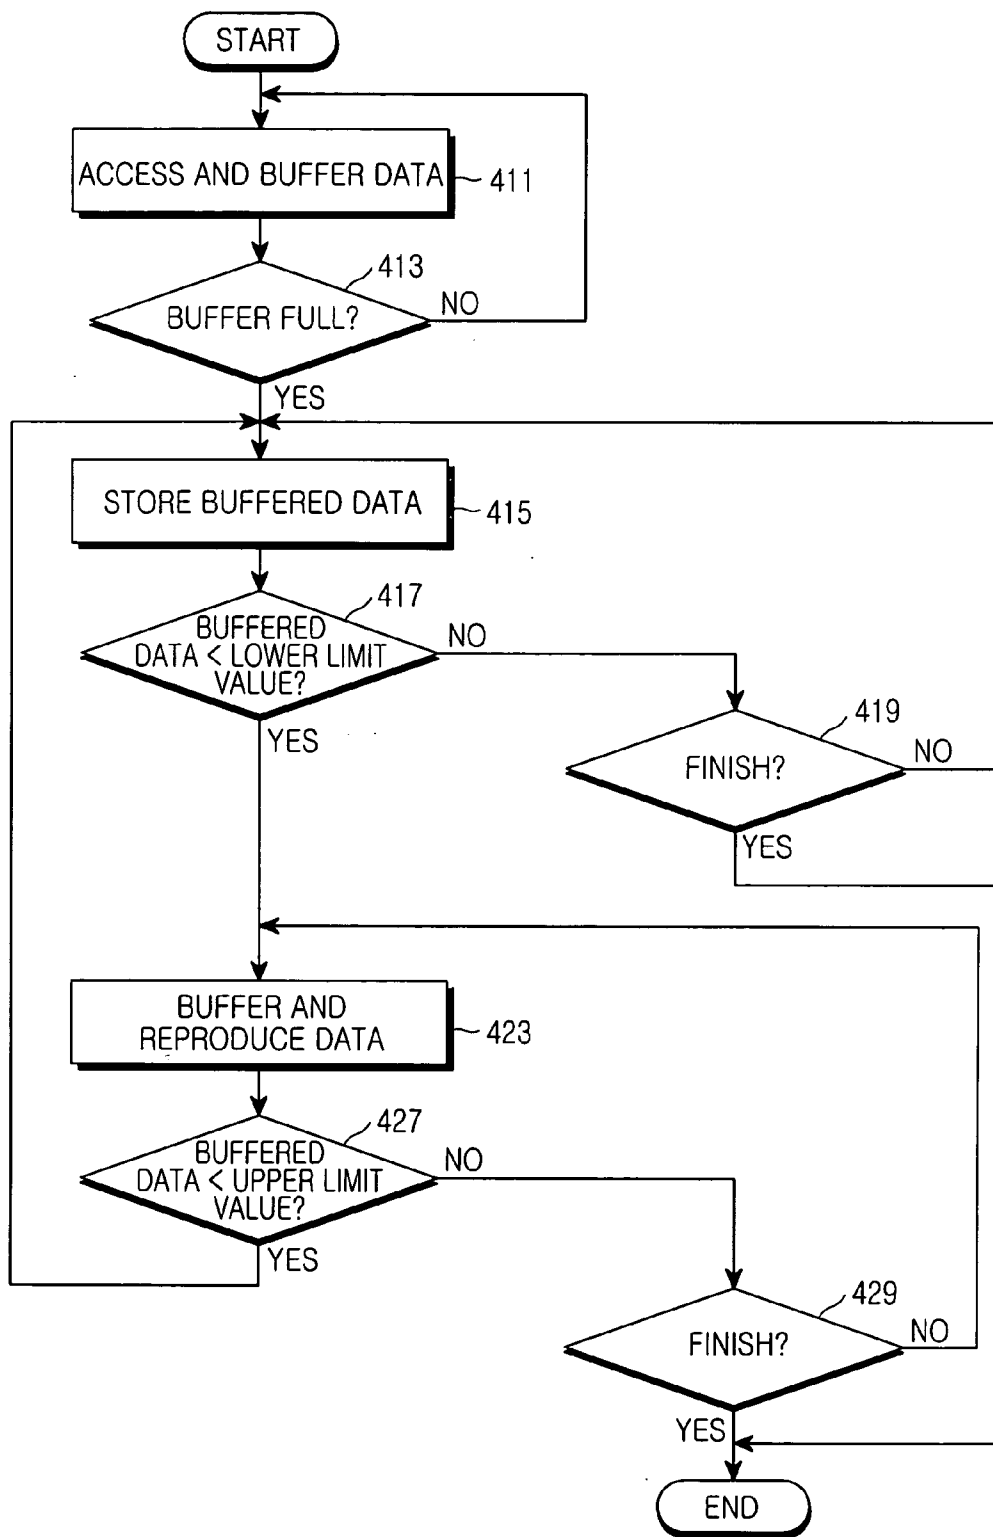 START
ACCESS AND BUFFER DATA
411
413
BUFFER FULL?
NO
YES
STORE BUFFERED DATA
415
417
BUFFERED
DATA < LOWER LIMIT
VALUE?
NO
YES
419
FINISH?
NO
YES
BUFFER AND
REPRODUCE DATA
423
427
BUFFERED
DATA < UPPER LIMIT
VALUE?
NO
YES
429
FINISH?
NO
YES
END